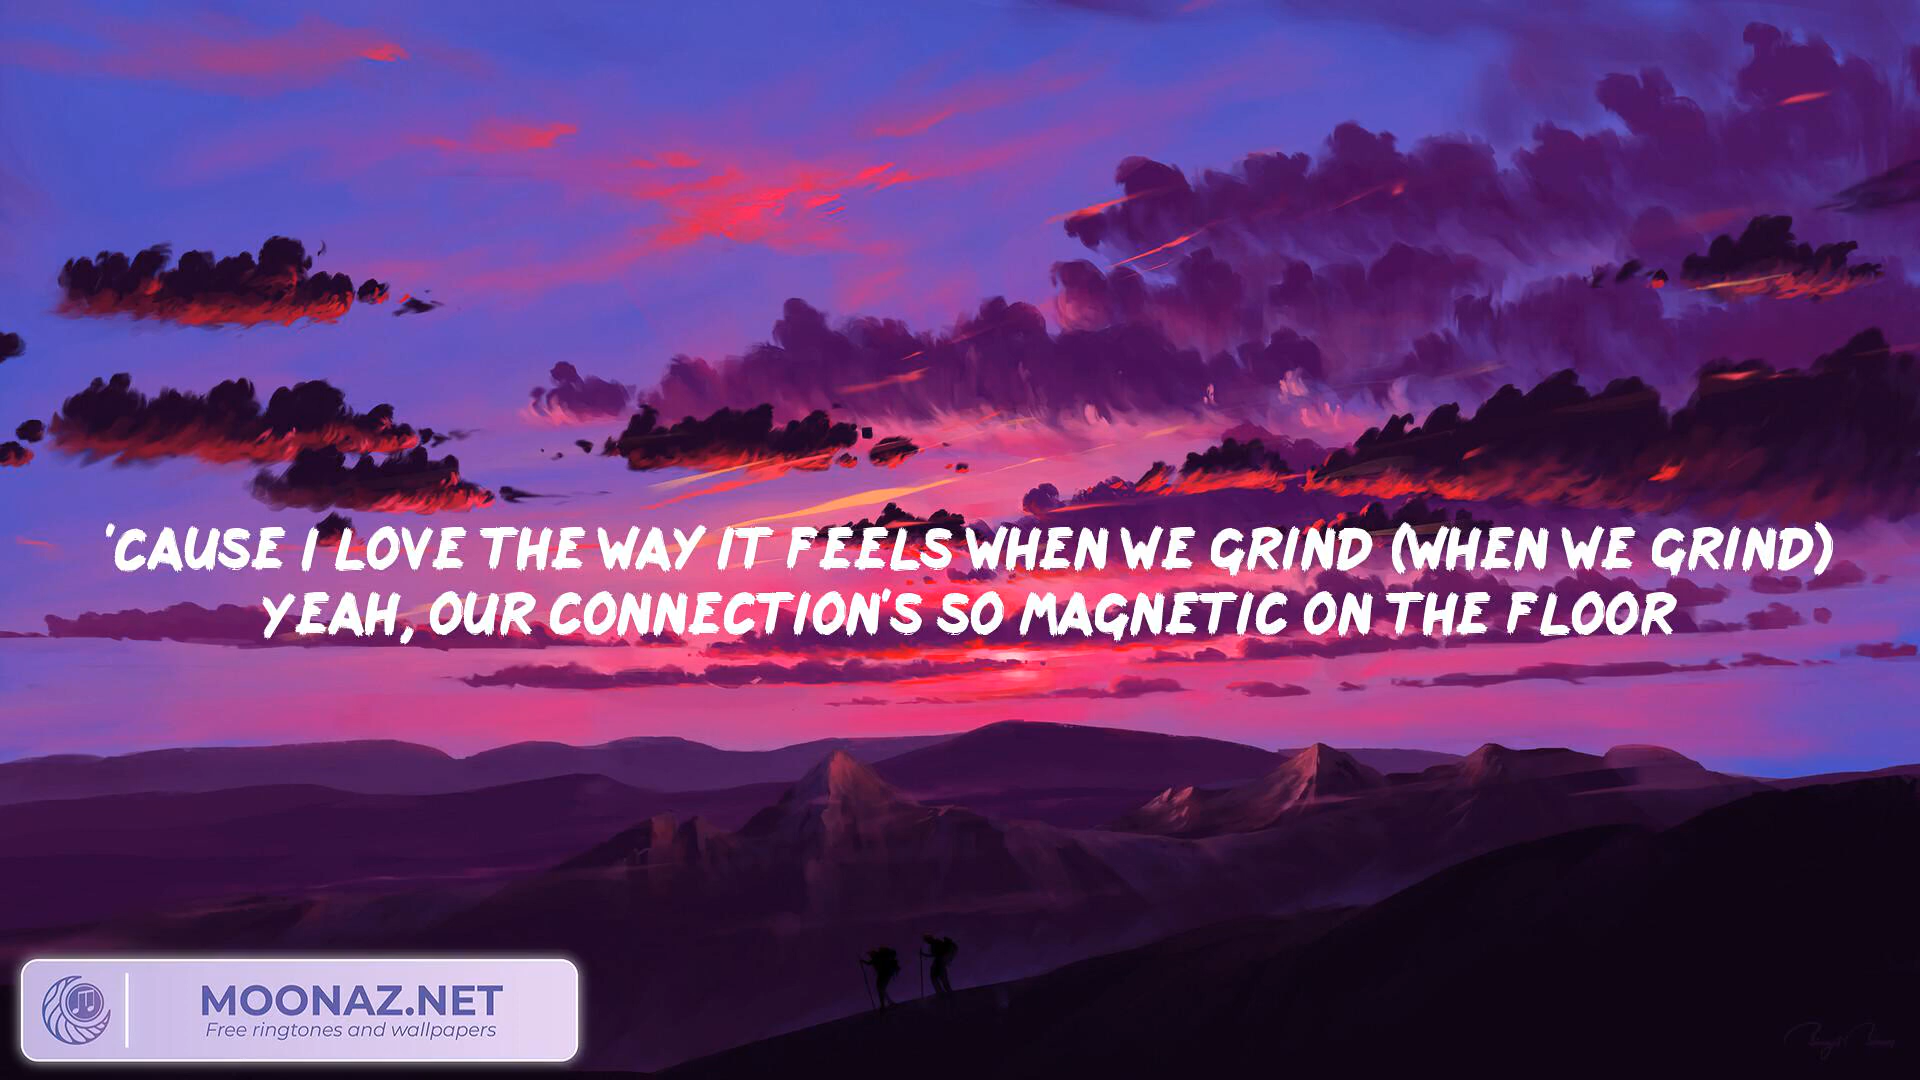 'CAUSE I LOVE THE WAY IT FEELS WHEN WE GRIND (WHEN WE GRIND)
YEAH, OUR CONNECTION'S SO MAGNETIC ON THE FLOOR
MOONAZ.NET
Free ringtones and wallpapers